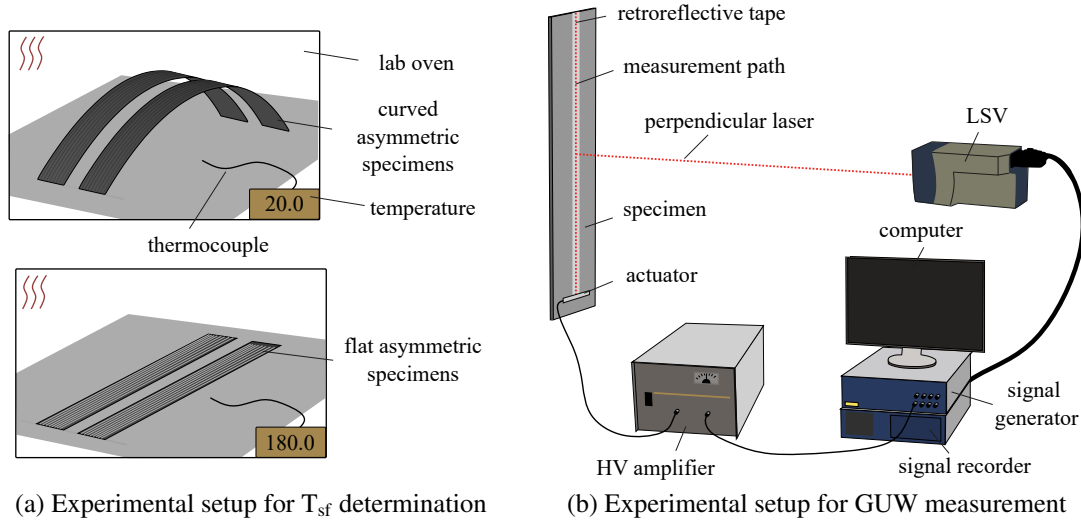 lab oven
curved
asymmetric
specimens
20.0
temperature
thermocouple
flat asymmetric
specimens
180.0
(a) Experimental setup for Tsf determination
retroreflective tape
measurement path
perpendicular laser
LSV
specimen
computer
actuator
signal
generator
HV amplifier
signal recorder
(b) Experimental setup for GUW measurement